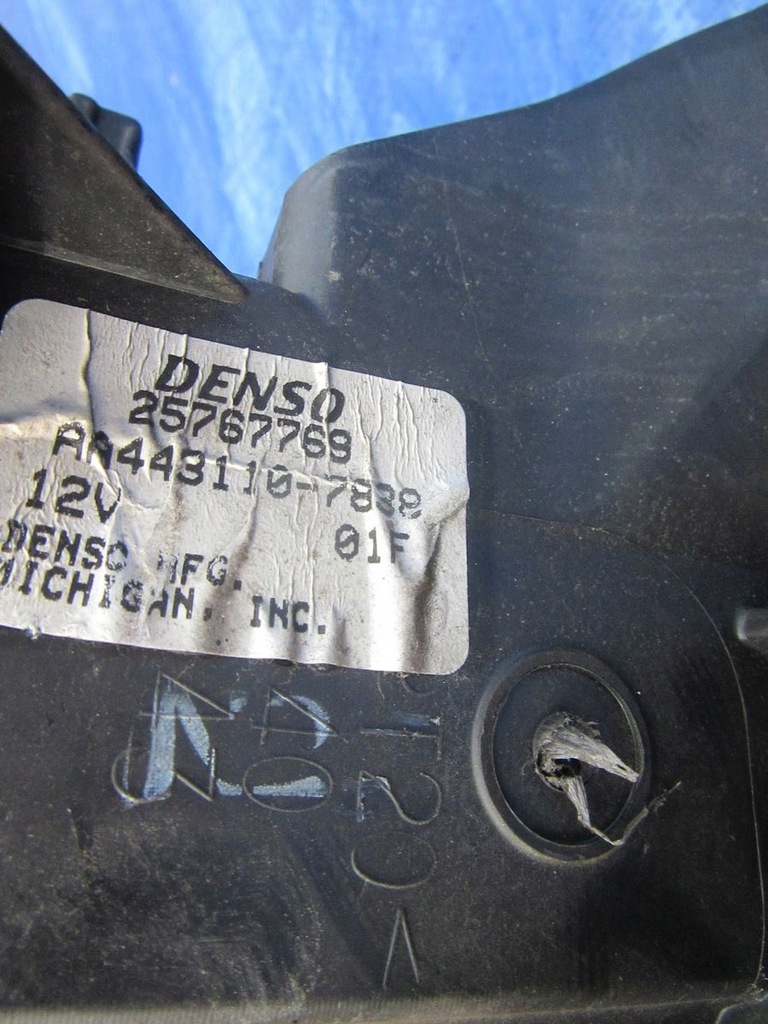 DENSO
25767769
AA443110-7838
12V 01F
DENSO MFG.
MICHIGAN, INC.